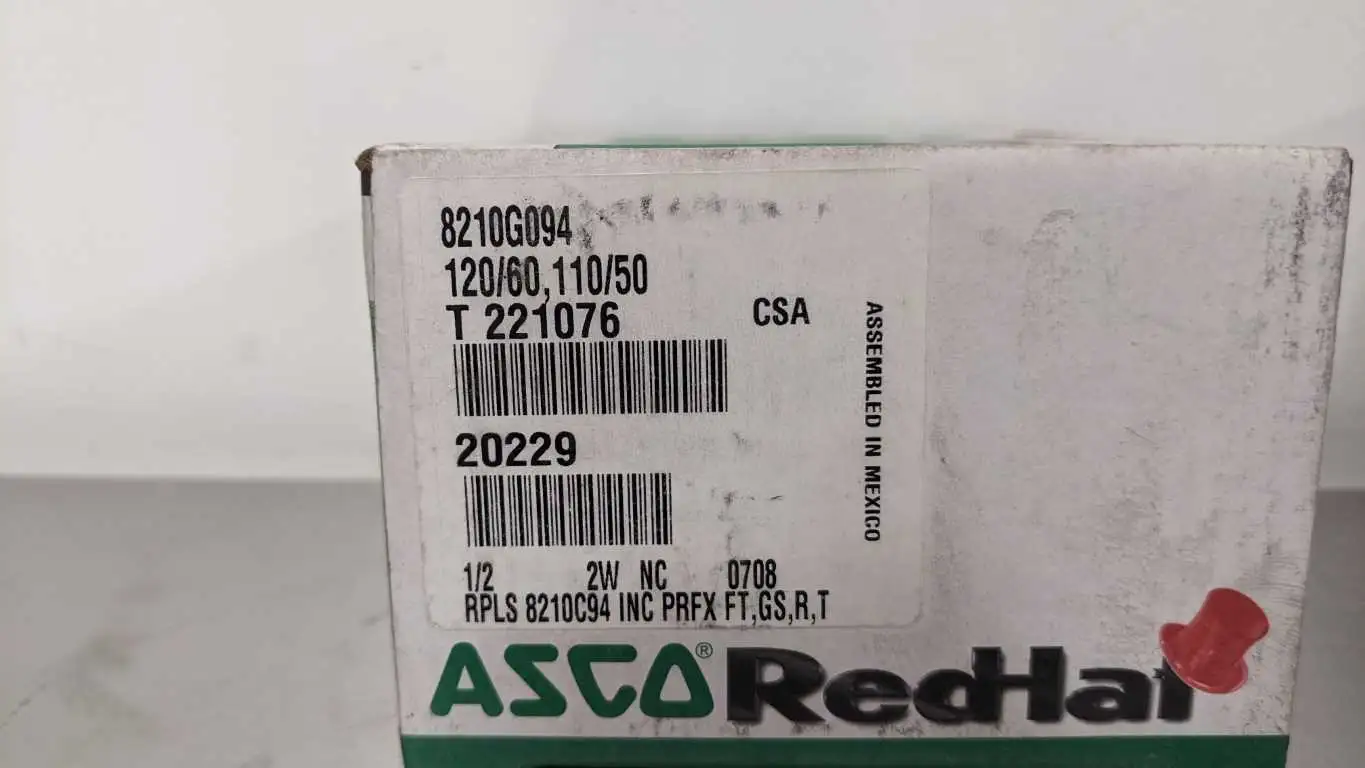 8210G094
120/60,110/50
T 221076
CSA
20229
1/2 2W NC 0708
RPLS 8210C94 INC PRFX FT,GS,R,T
ASSEMBLED IN MEXICO
ASCO® RedHat